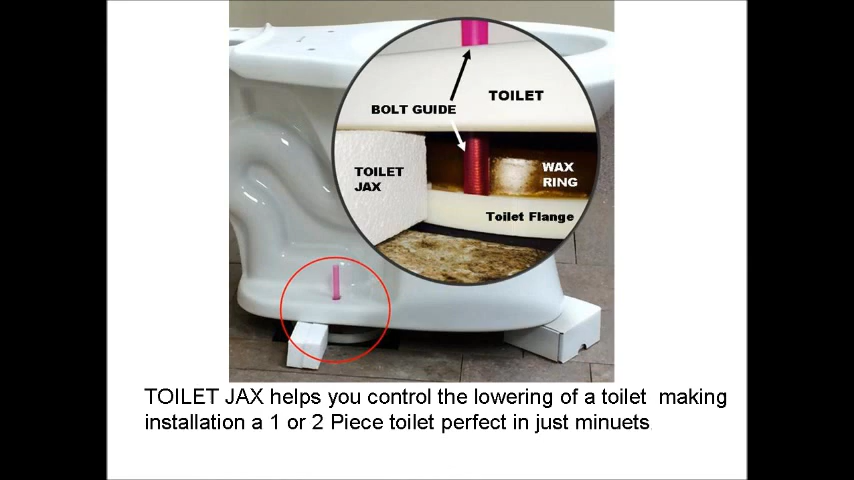 TOILET
BOLT GUIDE
TOILET
JAX
WAX
RING
Toilet Flange
TOILET JAX helps you control the lowering of a toilet  making
installation a 1 or 2 Piece toilet perfect in just minuets